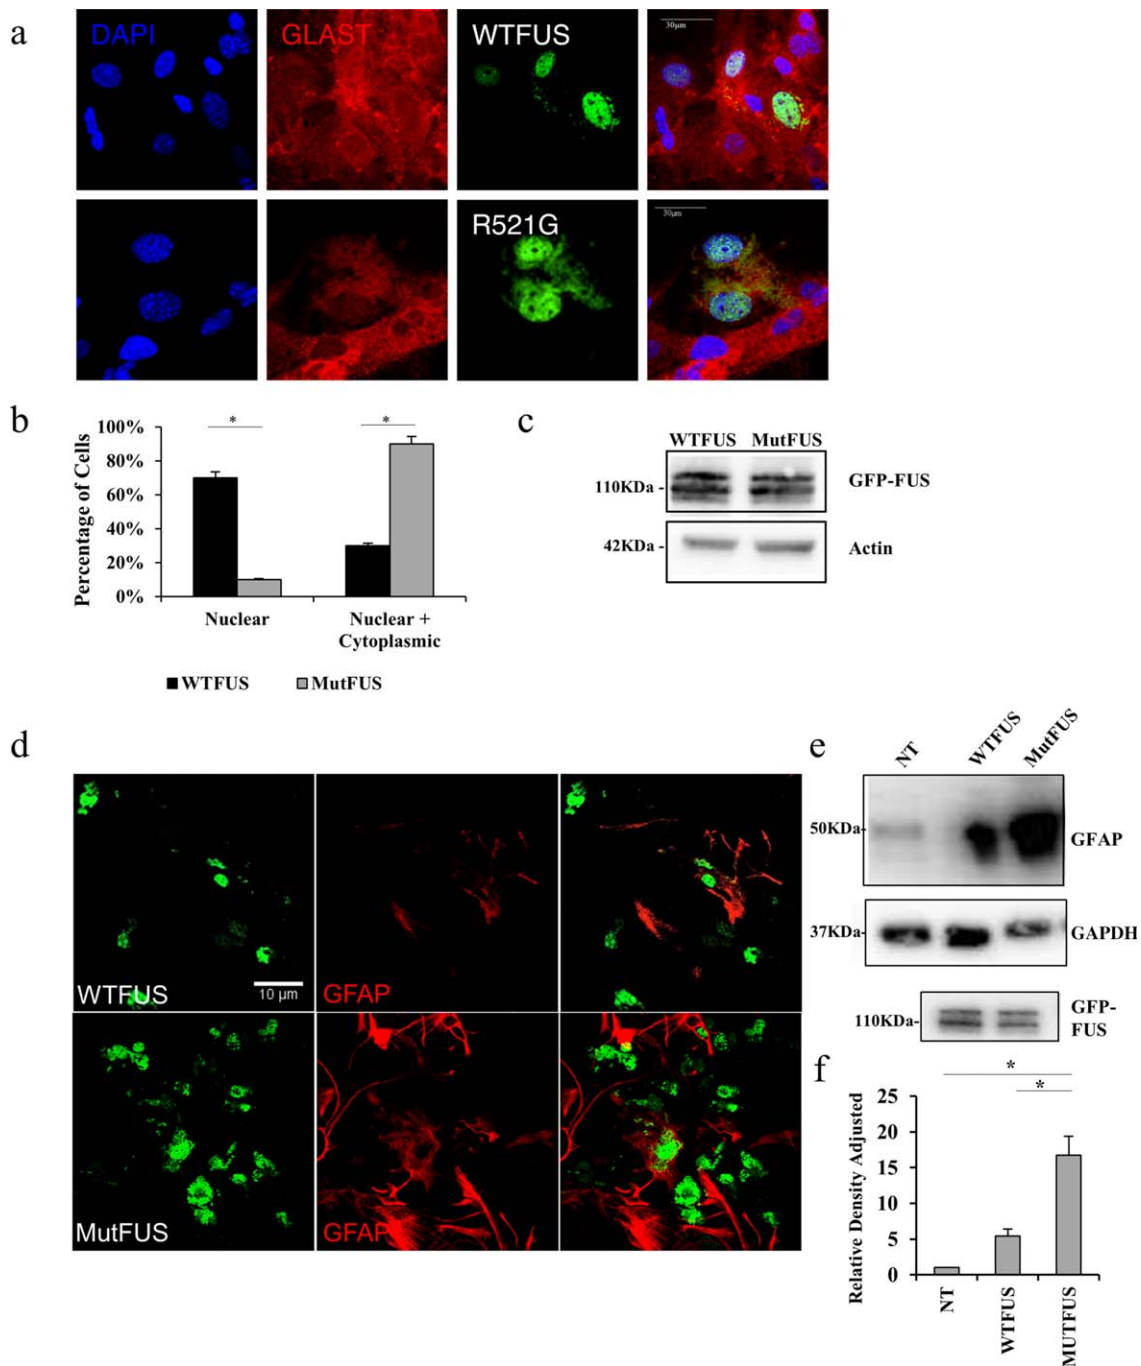 a
DAPI
GLAST
WTFUS
30μm
R521G
30μm
b
Percentage of Cells
100%
80%
60%
40%
20%
0%
*
*
Nuclear
Nuclear +
Cytoplasmic
WTFUS
MutFUS
c
WTFUS MutFUS
110KDa -
GFP-FUS
42KDa -
Actin
d
WTFUS
10 μm
GFAP
MutFUS
GFAP
e
NT
WTFUS
MutFUS
50KDa-
GFAP
37KDa-
GAPDH
110KDa-
GFP-
FUS
f
*
*
Relative Density Adjusted
25
20
15
10
5
0
NT
WTFUS
MUTFUS